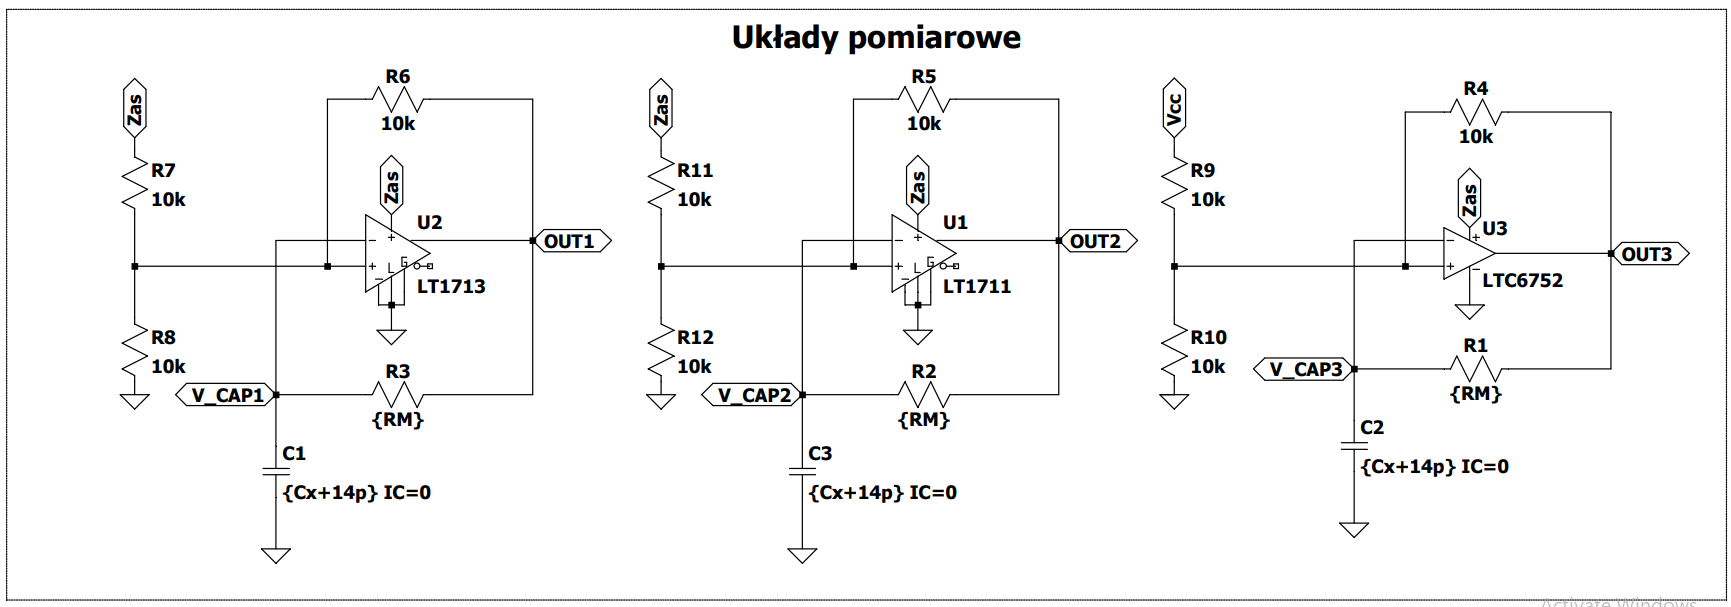 Układy pomiarowe
Zas
R7
10k
R8
10k
R6
10k
Zas
U2
LT1713
L
G
OUT1
R3
{RM}
V_CAP1
C1
{Cx+14p} IC=0
Zas
R11
10k
R12
10k
R5
10k
Zas
U1
LT1711
L
G
OUT2
R2
{RM}
V_CAP2
C3
{Cx+14p} IC=0
Vcc
R9
10k
R10
10k
R4
10k
Zas
U3
LTC6752
OUT3
R1
{RM}
V_CAP3
C2
{Cx+14p} IC=0
Activate Windows